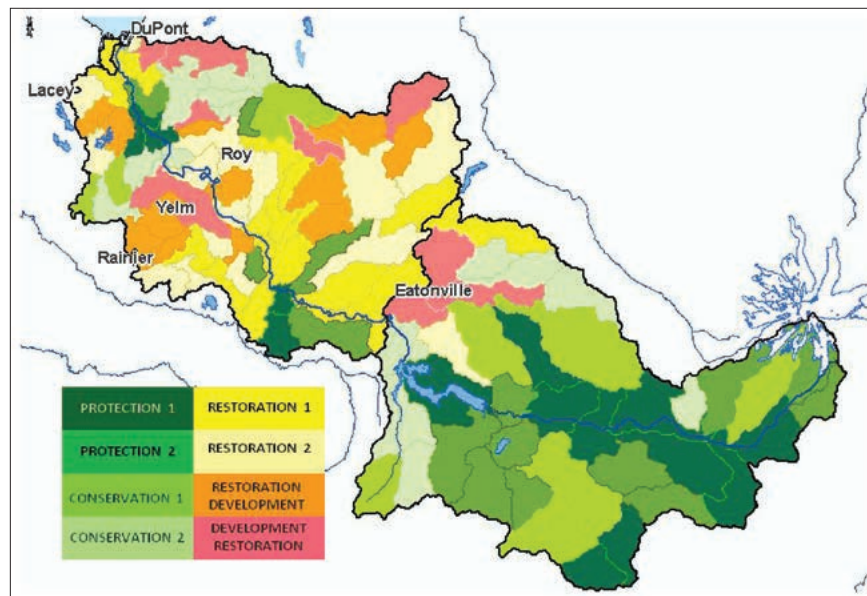 DuPont
Lacey
Roy
Yelm
Rainier
Eatonville
PROTECTION 1
RESTORATION 1
PROTECTION 2
RESTORATION 2
CONSERVATION 1
RESTORATION
DEVELOPMENT
CONSERVATION 2
DEVELOPMENT
RESTORATION